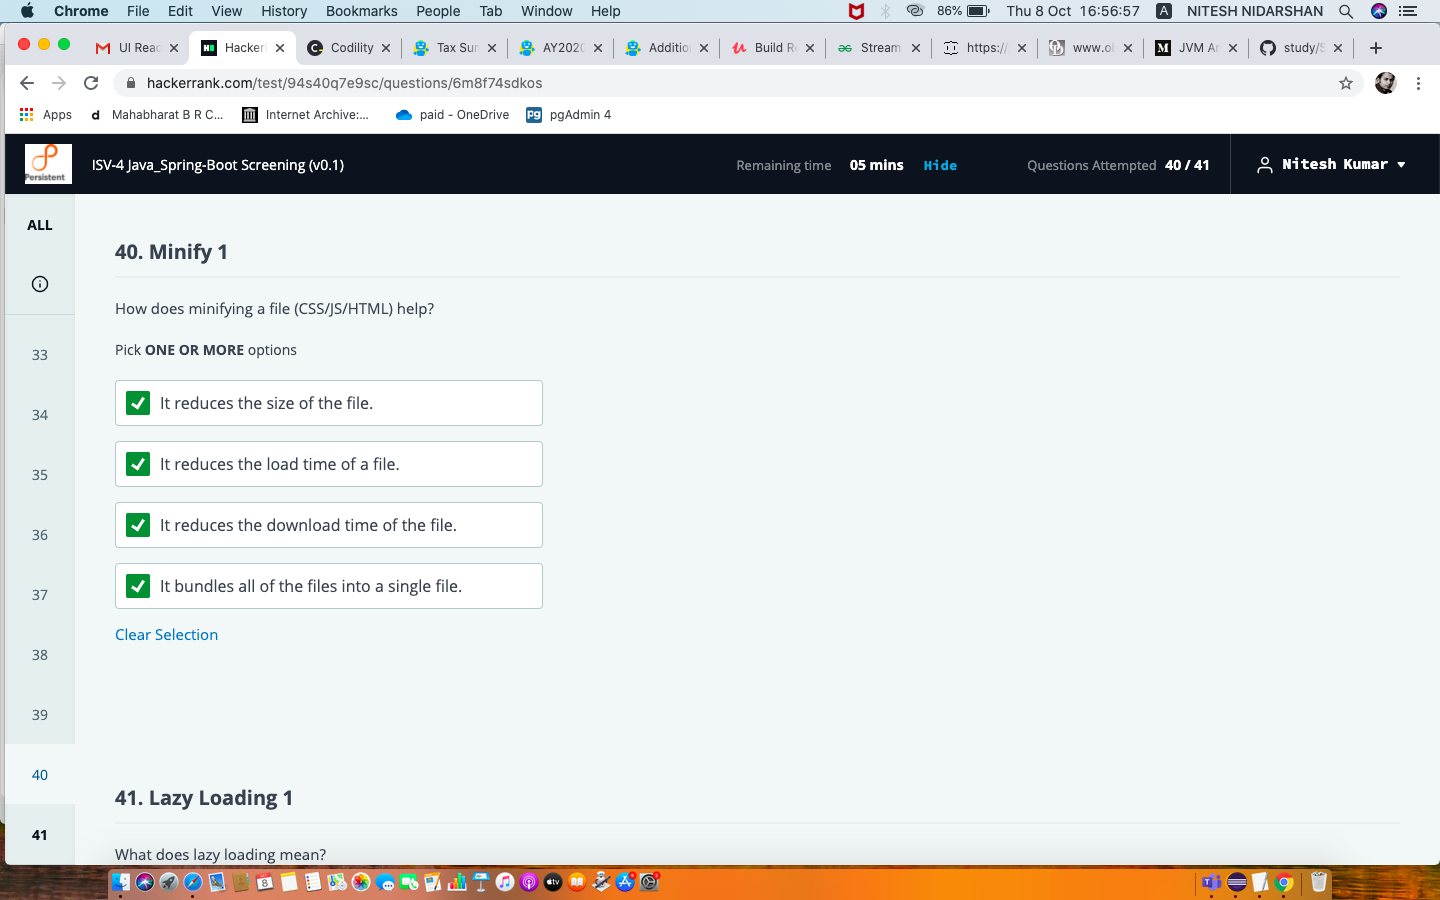 Chrome File Edit View History Bookmarks People Tab Window Help 86% Thu 8 Oct 16:56:57 A NITESH NIDARSHAN
UI Reac HackerR Codility Tax Sum AY2020 Additio Build R Stream https:// www.ol JVM Ar study/S
hackerrank.com/test/94s40q7e9sc/questions/6m8f74sdkos
Apps d Mahabharat B R C... Internet Archive:... paid - OneDrive pg pgAdmin 4
Persistent ISV-4 Java_Spring-Boot Screening (v0.1) Remaining time 05 mins Hide Questions Attempted 40 / 41 Nitesh Kumar
ALL
33
34
35
36
37
38
39
40
41
40. Minify 1
How does minifying a file (CSS/JS/HTML) help?
Pick ONE OR MORE options
It reduces the size of the file.
It reduces the load time of a file.
It reduces the download time of the file.
It bundles all of the files into a single file.
Clear Selection
41. Lazy Loading 1
What does lazy loading mean?